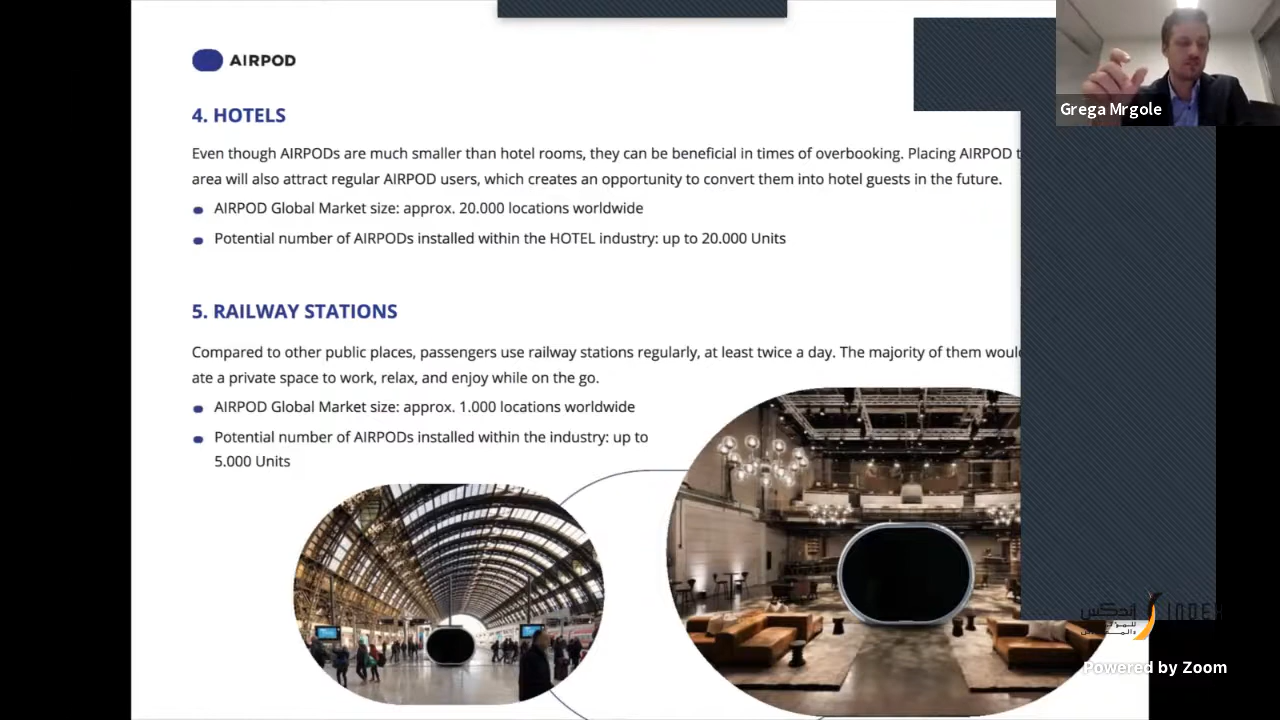 AIRPOD
Grega Mrgole
4. HOTELS
Even though AIRPODs are much smaller than hotel rooms, they can be beneficial in times of overbooking. Placing AIRPOD
area will also attract regular AIRPOD users, which creates an opportunity to convert them into hotel guests in the future.
AIRPOD Global Market size: approx. 20.000 locations worldwide
Potential number of AIRPODs installed within the HOTEL industry: up to 20.000 Units
5. RAILWAY STATIONS
Compared to other public places, passengers use railway stations regularly, at least twice a day. The majority of them
ate a private space to work, relax, and enjoy while on the go.
AIRPOD Global Market size: approx. 1.000 locations worldwide
Potential number of AIRPODs installed within the industry: up to
5.000 Units
إندكس
INDEX
Powered by Zoom